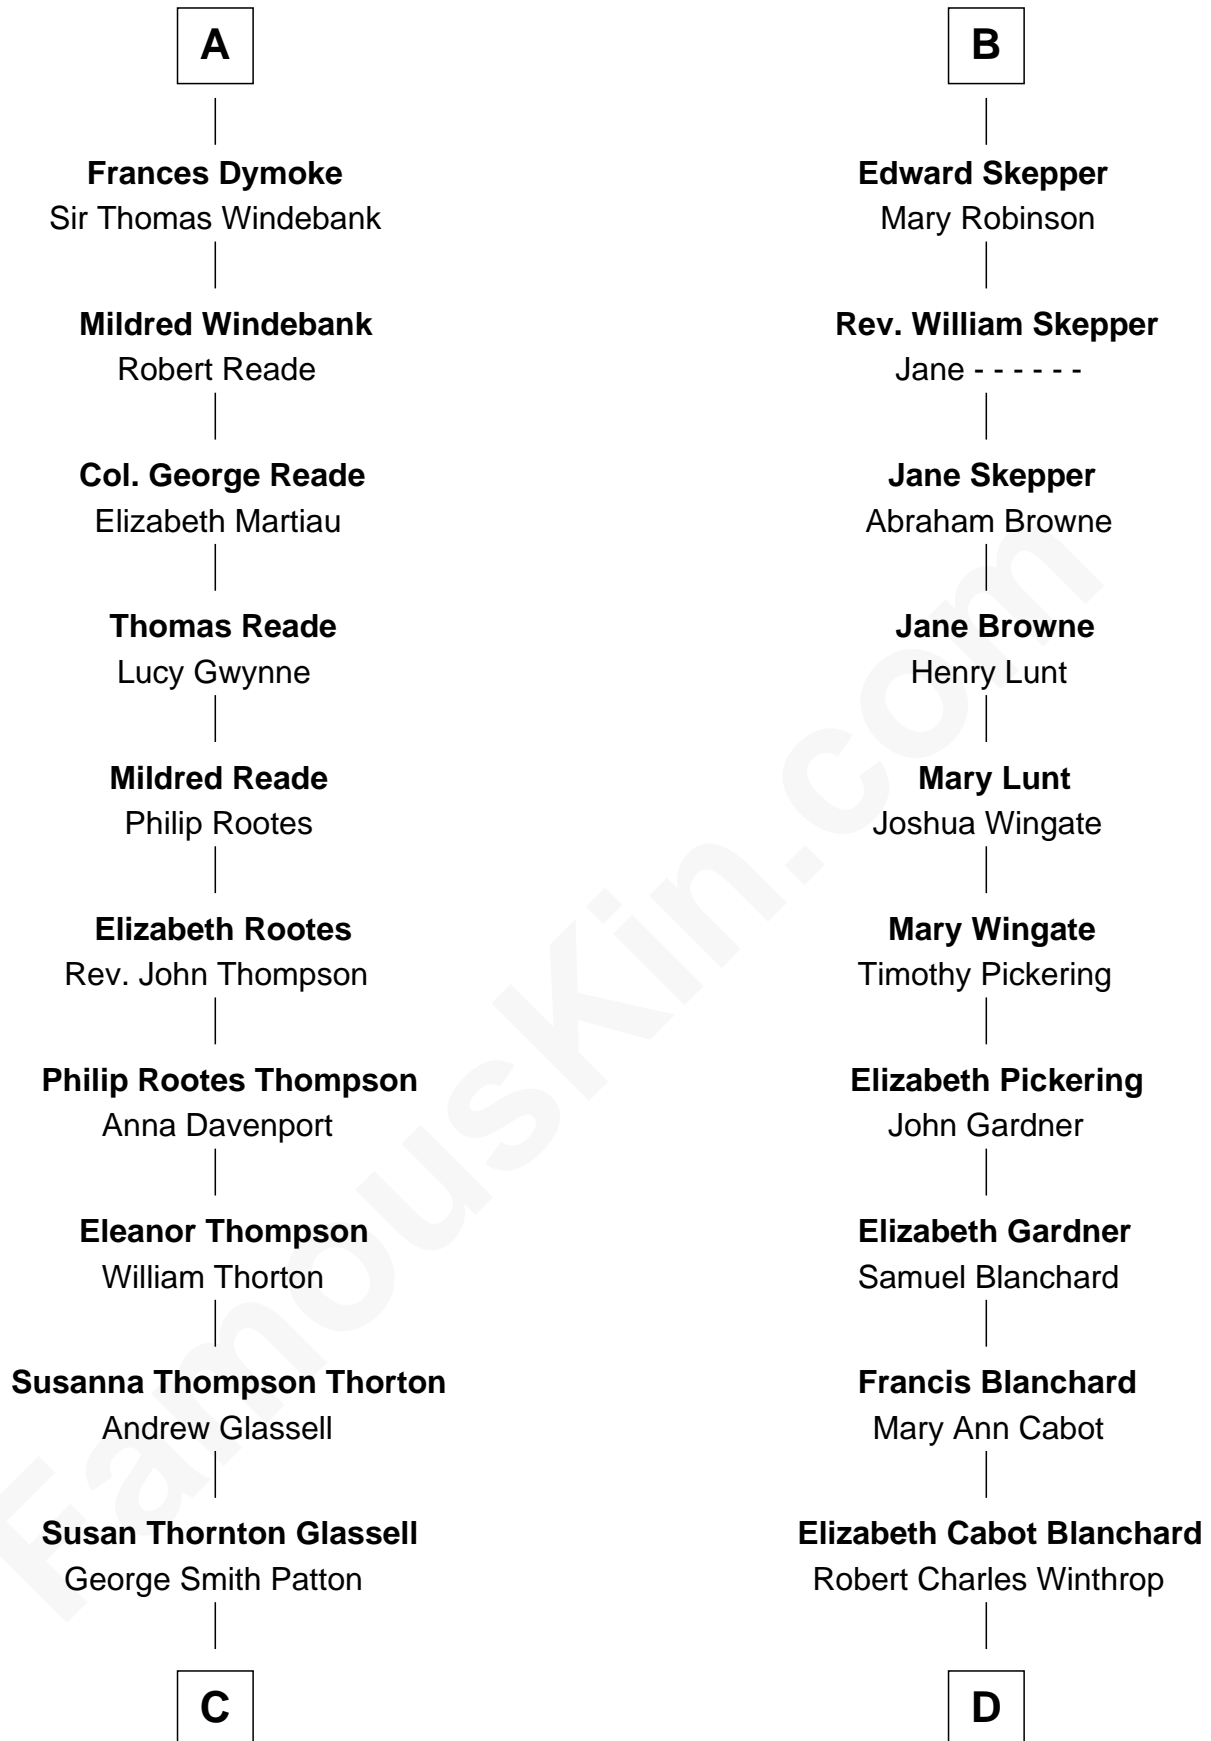 A
Frances Dymoke
Sir Thomas Windebank
Mildred Windebank
Robert Reade
Col. George Reade
Elizabeth Martiau
Thomas Reade
Lucy Gwynne
Mildred Reade
Philip Rootes
Elizabeth Rootes
Rev. John Thompson
Philip Rootes Thompson
Anna Davenport
Eleanor Thompson
William Thorton
Susanna Thompson Thorton
Andrew Glassell
Susan Thornton Glassell
George Smith Patton
C
B
Edward Skepper
Mary Robinson
Rev. William Skepper
Jane - - - - - -
Jane Skepper
Abraham Browne
Jane Browne
Henry Lunt
Mary Lunt
Joshua Wingate
Mary Wingate
Timothy Pickering
Elizabeth Pickering
John Gardner
Elizabeth Gardner
Samuel Blanchard
Francis Blanchard
Mary Ann Cabot
Elizabeth Cabot Blanchard
Robert Charles Winthrop
D
FamousKin.com